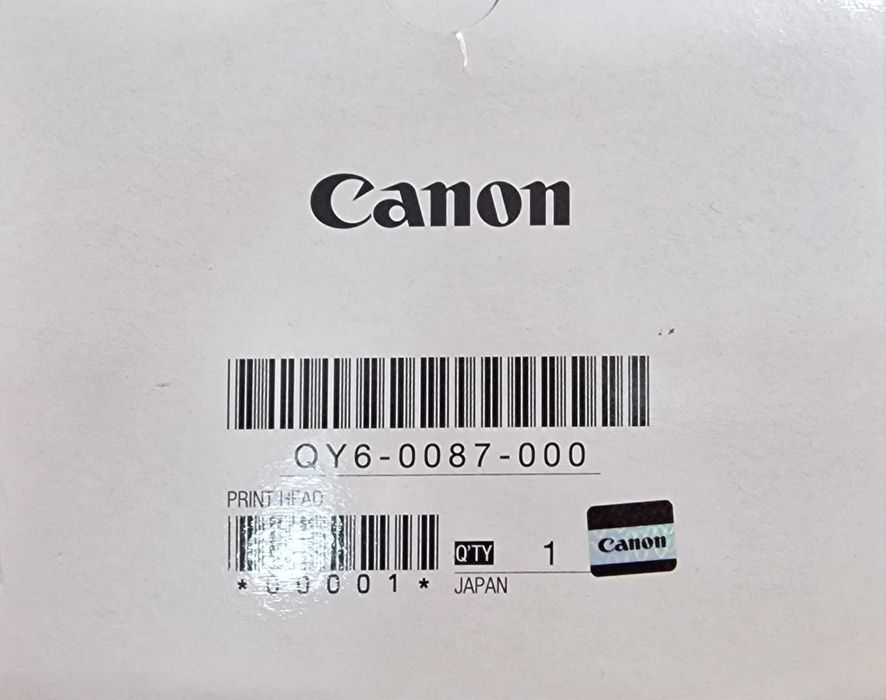 Canon
QY6-0087-000
PRINT HEAD
*00001*
Q'TY 1
JAPAN
Canon